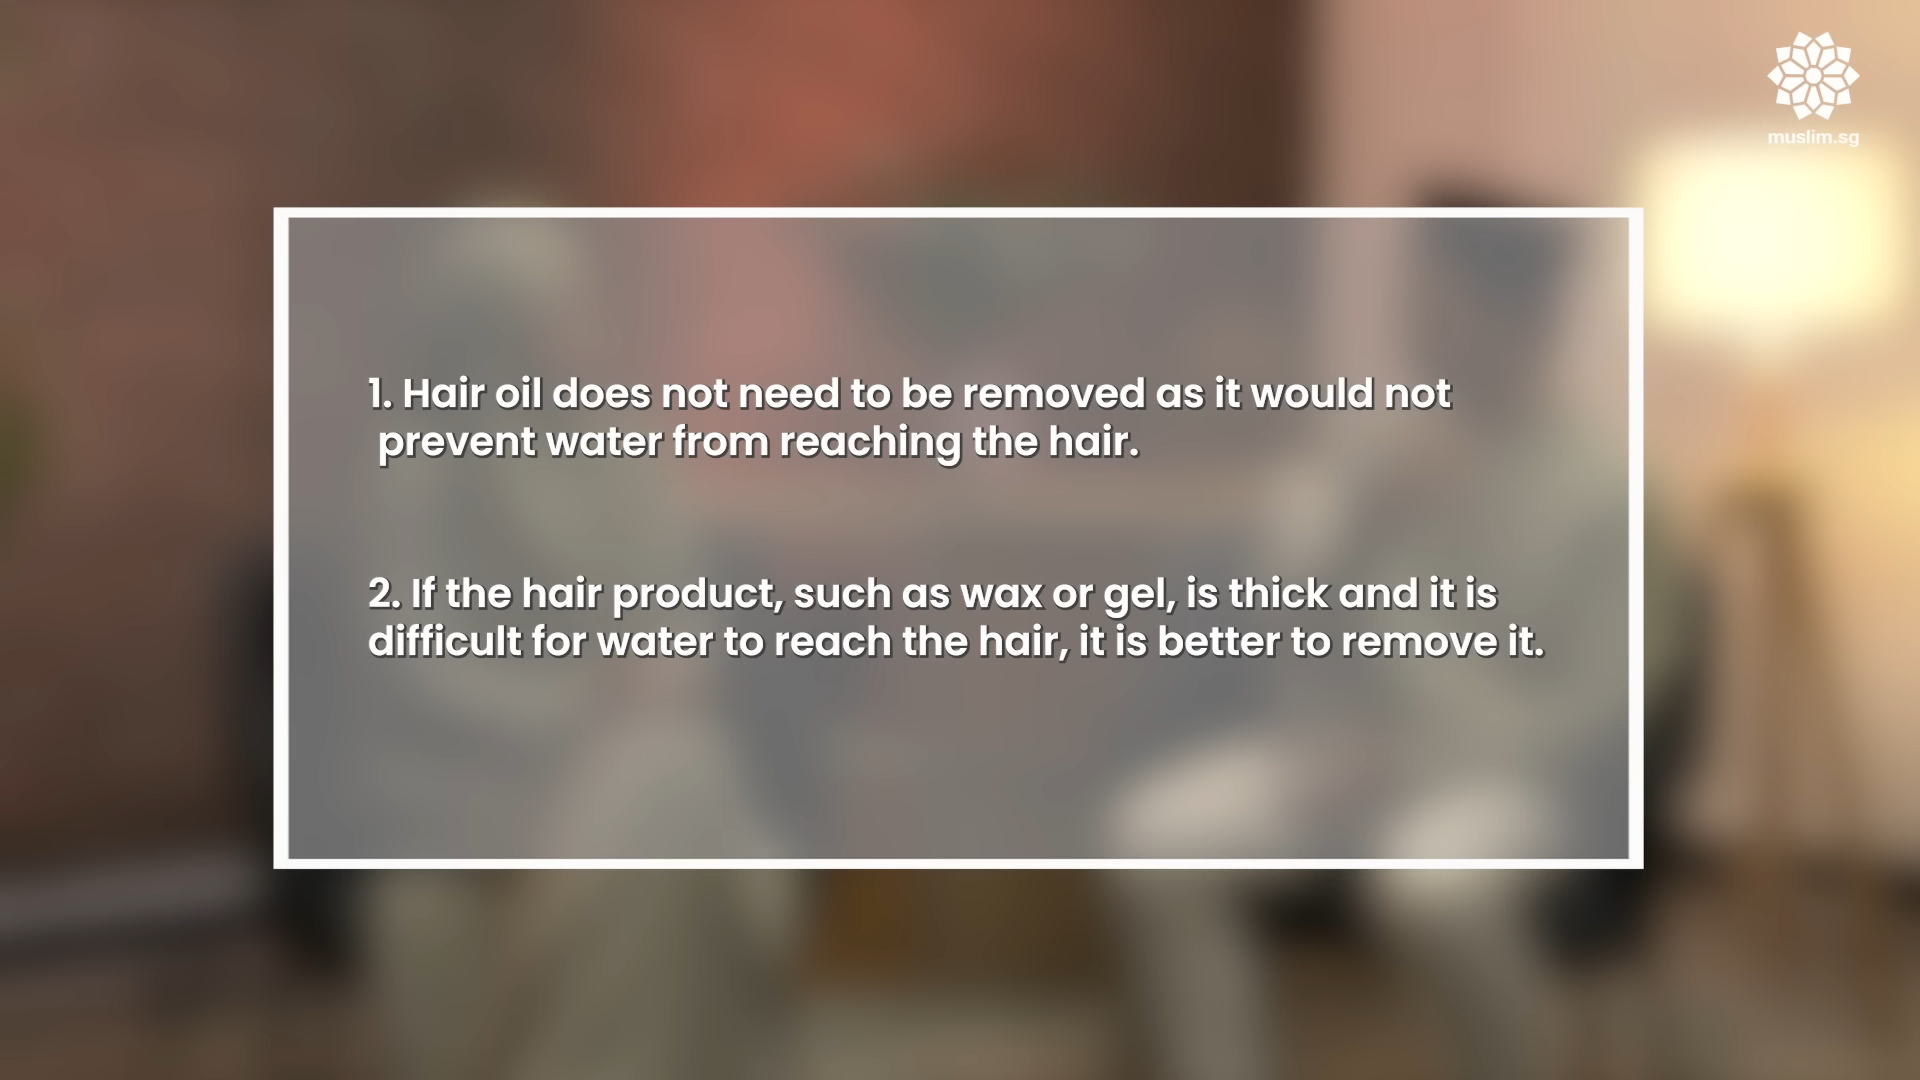 muslim.sg
1. Hair oil does not need to be removed as it would not
prevent water from reaching the hair.
2. If the hair product, such as wax or gel, is thick and it is
difficult for water to reach the hair, it is better to remove it.